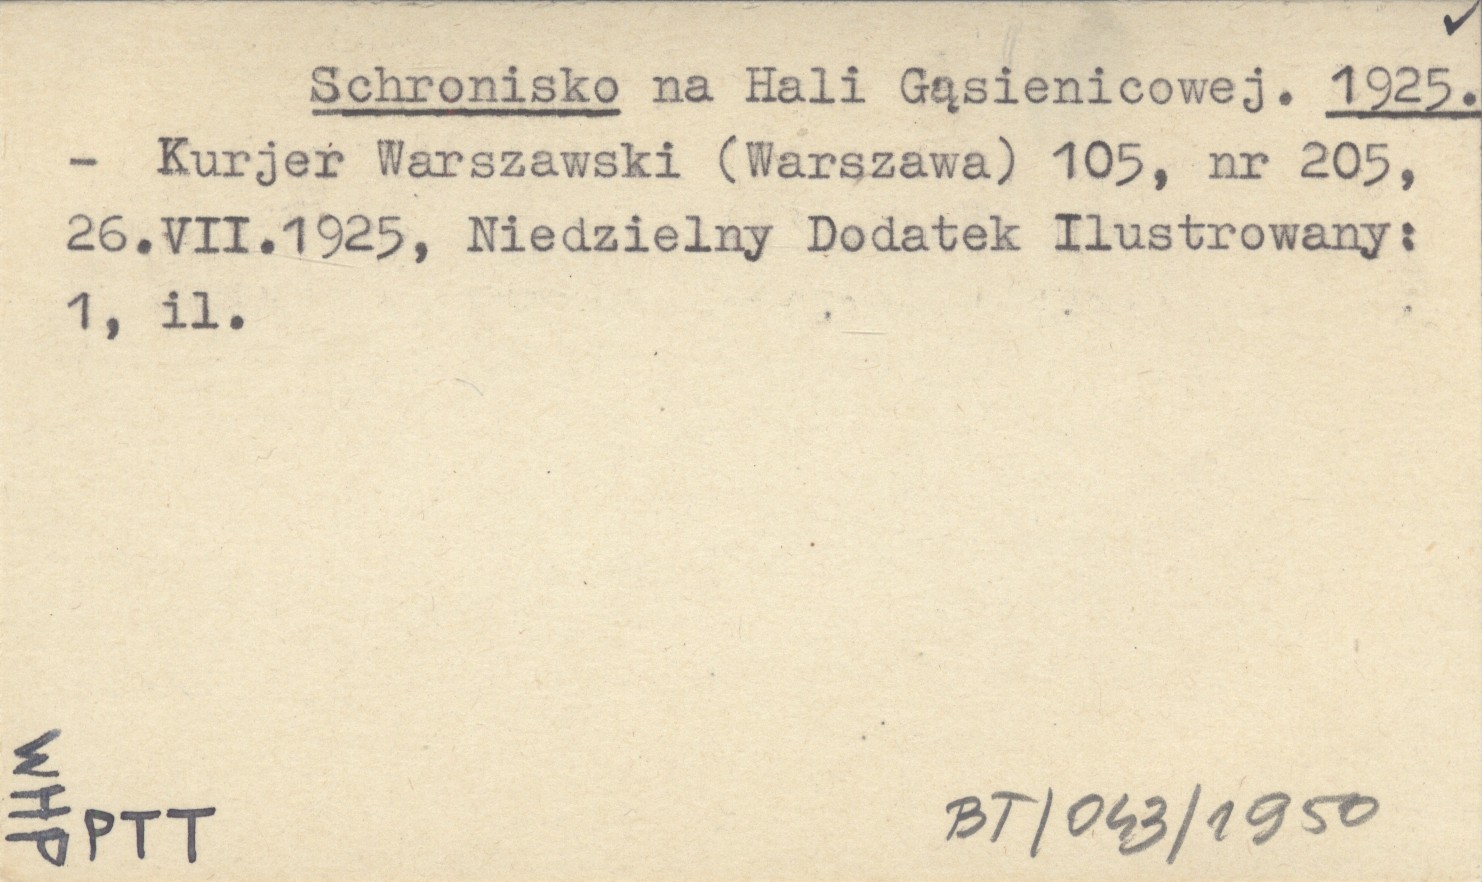 Schronisko na Hali Gąsienicowej. 1925.
- Kurjer Warszawski (Warszawa) 105, nr 205,
26.VII.1925, Niedzielny Dodatek Ilustrowany:
1, il.
WHP
PTT
BT/043/1950